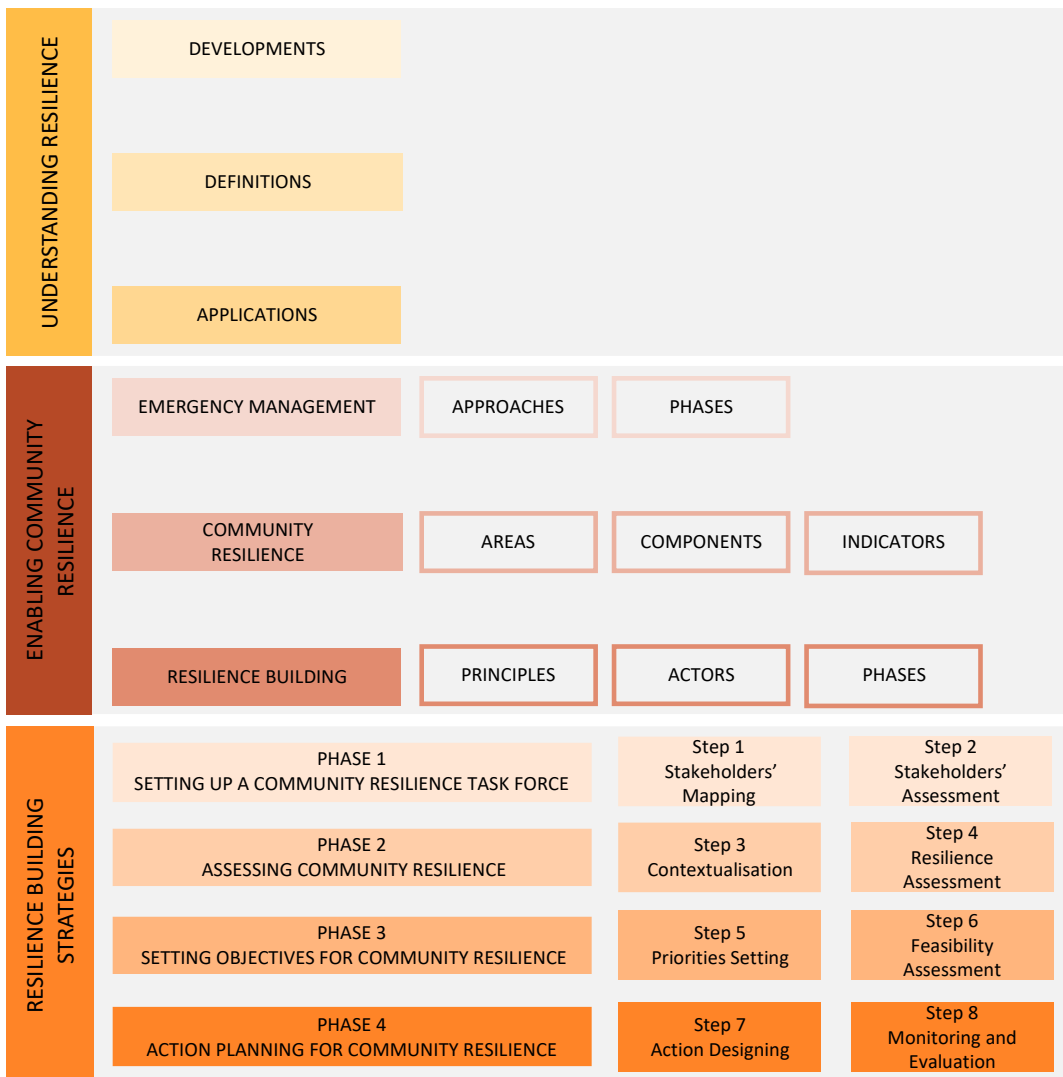 UNDERSTANDING RESILIENCE
DEVELOPMENTS
DEFINITIONS
APPLICATIONS
ENABLING COMMUNITY
RESILIENCE
EMERGENCY MANAGEMENT
APPROACHES
PHASES
COMMUNITY
RESILIENCE
AREAS
COMPONENTS
INDICATORS
RESILIENCE BUILDING
PRINCIPLES
ACTORS
PHASES
RESILIENCE BUILDING
STRATEGIES
PHASE 1
SETTING UP A COMMUNITY RESILIENCE TASK FORCE
Step 1
Stakeholders’
Mapping
Step 2
Stakeholders’
Assessment
PHASE 2
ASSESSING COMMUNITY RESILIENCE
Step 3
Contextualisation
Step 4
Resilience
Assessment
PHASE 3
SETTING OBJECTIVES FOR COMMUNITY RESILIENCE
Step 5
Priorities Setting
Step 6
Feasibility
Assessment
PHASE 4
ACTION PLANNING FOR COMMUNITY RESILIENCE
Step 7
Action Designing
Step 8
Monitoring and
Evaluation